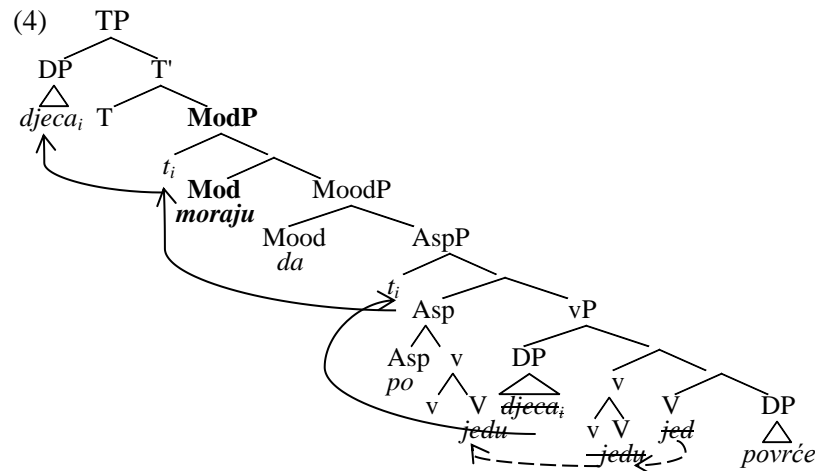 (4) TP
DP T'
djeca_i T ModP
t_i
Mod MoodP
moraju
Mood AspP
da
t_i
Asp vP
Asp v DP
po v
v V djeca_i V
jedu v V jed DP
jedu povrće